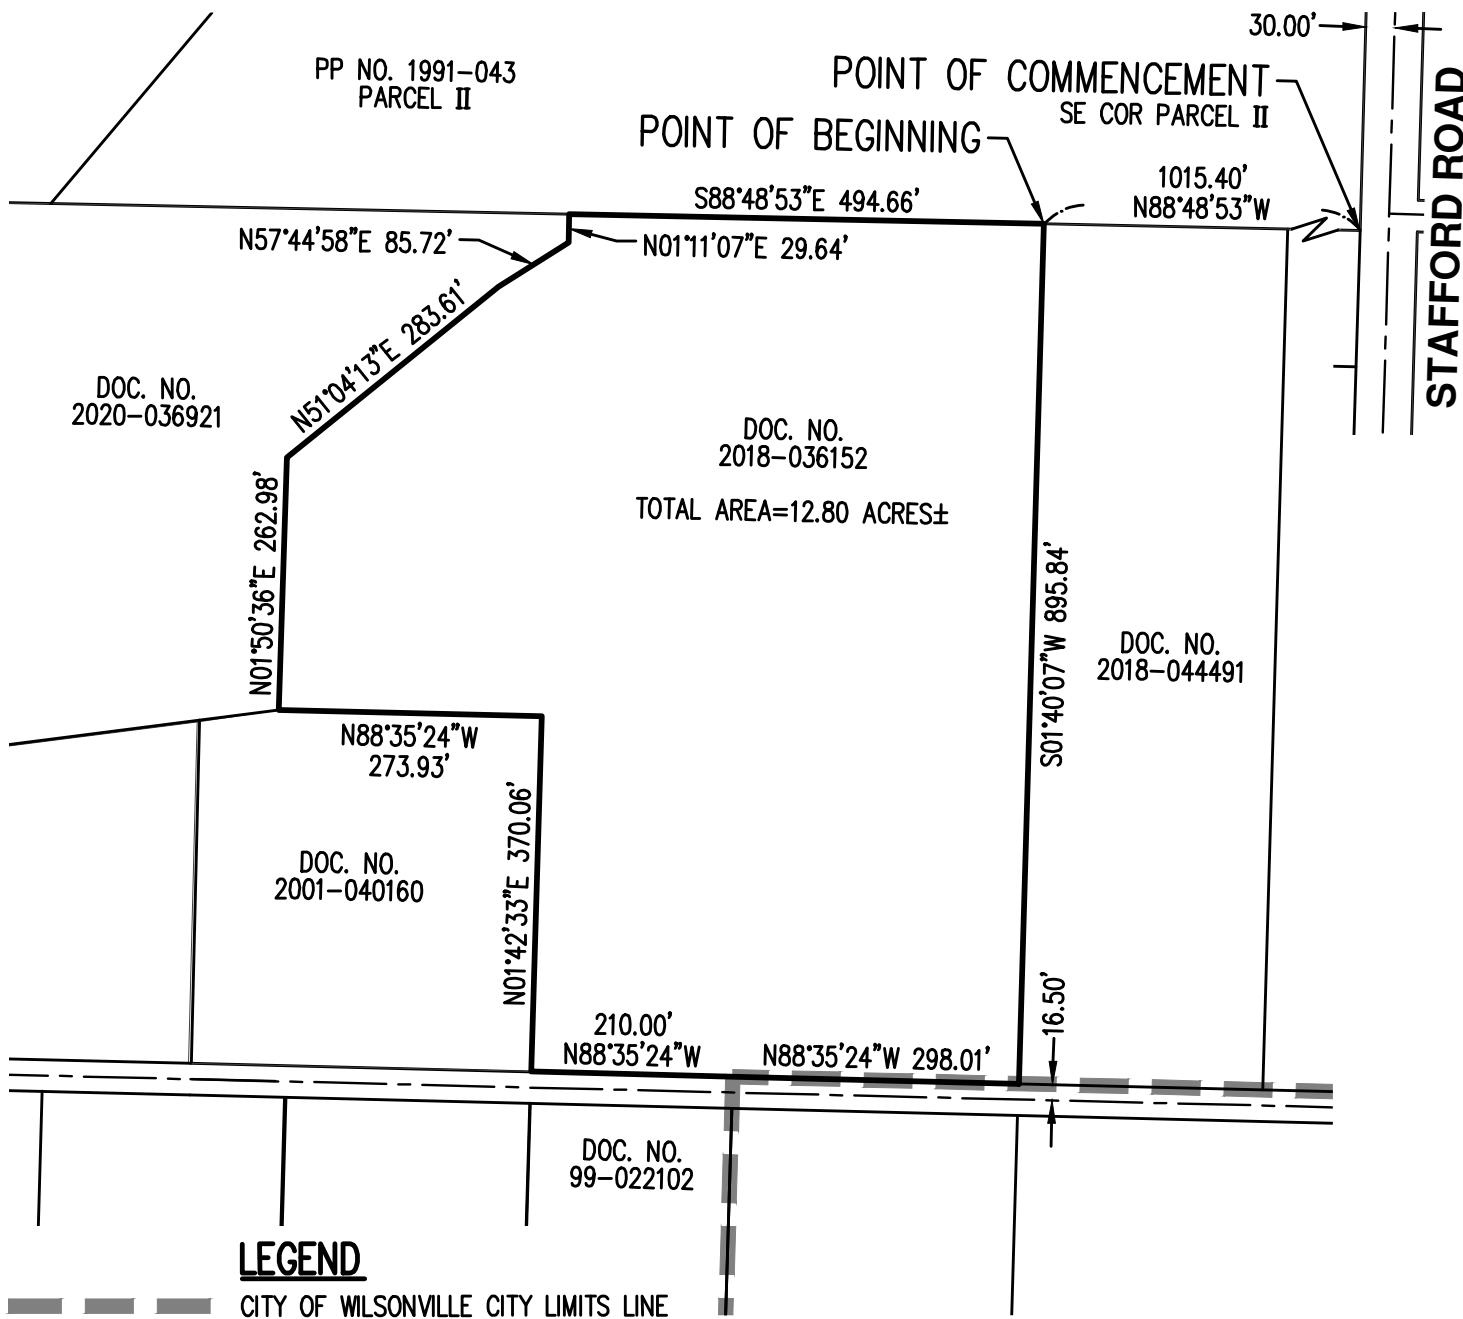 30.00'
PP NO. 1991-043
PARCEL II
POINT OF COMMENCEMENT
SE COR PARCEL II
POINT OF BEGINNING
STAFFORD ROAD
1015.40'
N88°48'53"W
S88°48'53"E 494.66'
N57°44'58"E 85.72'
N01°11'07"E 29.64'
N51°04'13"E 283.61'
DOC. NO.
2020-036921
DOC. NO.
2018-036152
TOTAL AREA=12.80 ACRES±
N01°50'36"E 262.98'
S01°40'07"W 895.84'
DOC. NO.
2018-044491
N88°35'24"W
273.93'
N01°42'33"E 370.06'
DOC. NO.
2001-040160
16.50'
210.00'
N88°35'24"W
N88°35'24"W 298.01'
DOC. NO.
99-022102
LEGEND
CITY OF WILSONVILLE CITY LIMITS LINE